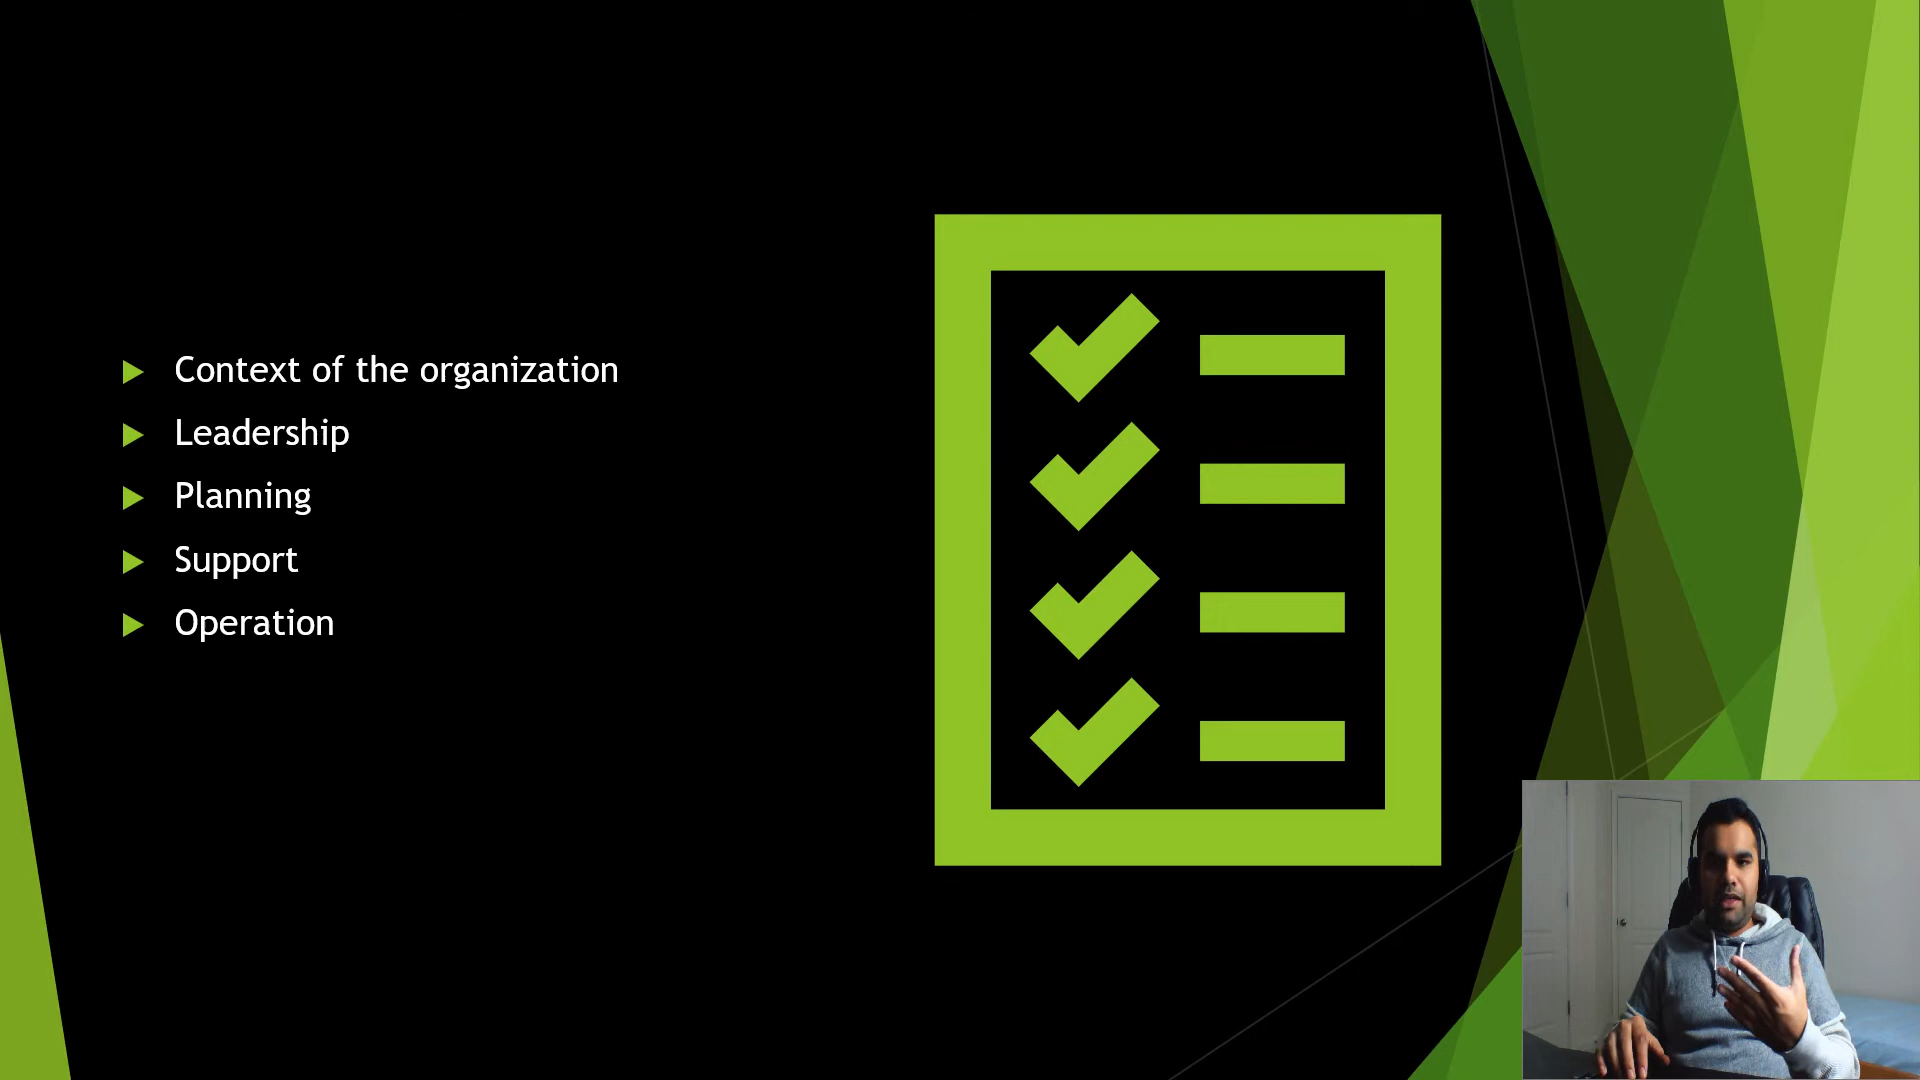 Context of the organization
Leadership
Planning
Support
Operation